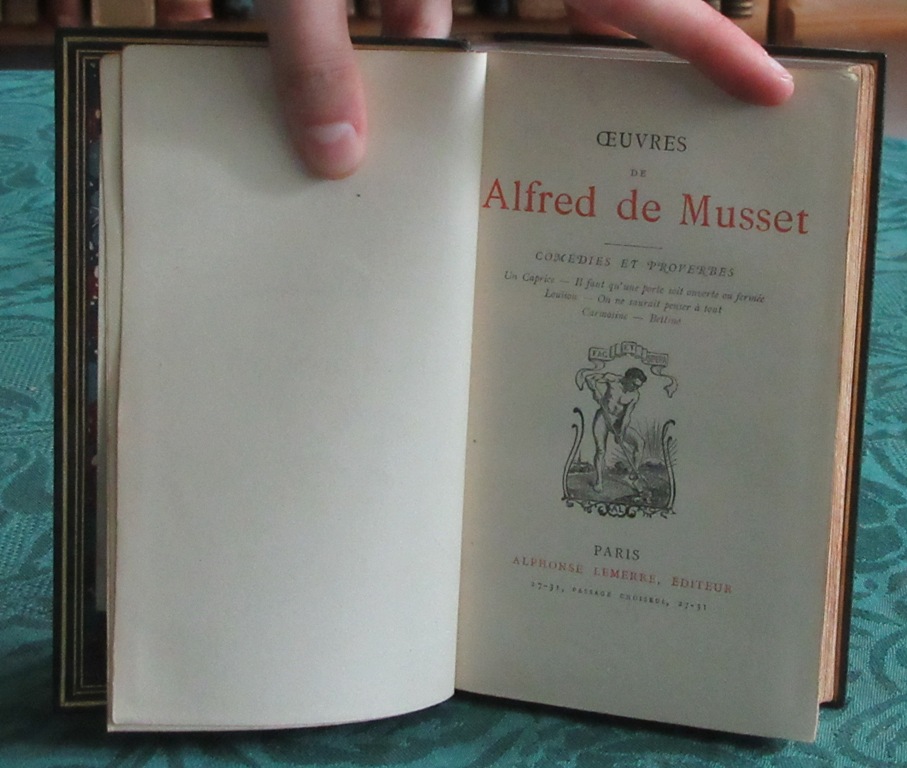 ŒUVRES
DE
Alfred de Musset
COMÉDIES ET PROVERBES
Un Caprice — Il faut qu'une porte soit ouverte ou fermée
Louison — On ne saurait penser à tout
Carmosine — Bettine
FAC ET SPERA
AL
PARIS
ALPHONSE LEMERRE, ÉDITEUR
27-31, PASSAGE CHOISEUL, 27-31